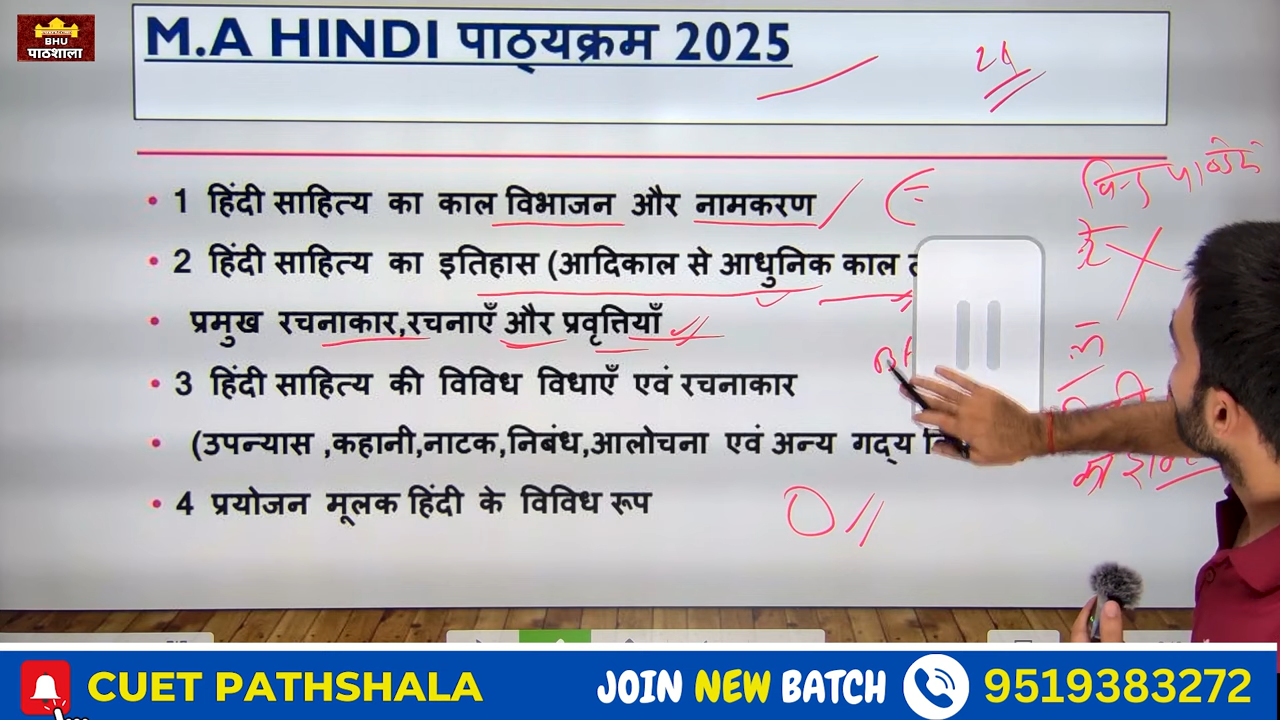 BHU
पाठशाला
M.A HINDI पाठ्यक्रम 2025
24
• 1 हिंदी साहित्य का काल विभाजन और नामकरण
• 2 हिंदी साहित्य का इतिहास (आदिकाल से आधुनिक काल
• प्रमुख रचनाकार,रचनाएँ और प्रवृत्तियाँ
• 3 हिंदी साहित्य की विविध विधाएँ एवं रचनाकार
• (उपन्यास ,कहानी,नाटक,निबंध,आलोचना एवं अन्य गद्य
• 4 प्रयोजन मूलक हिंदी के विविध रूप
CUET PATHSHALA
JOIN NEW BATCH
9519383272